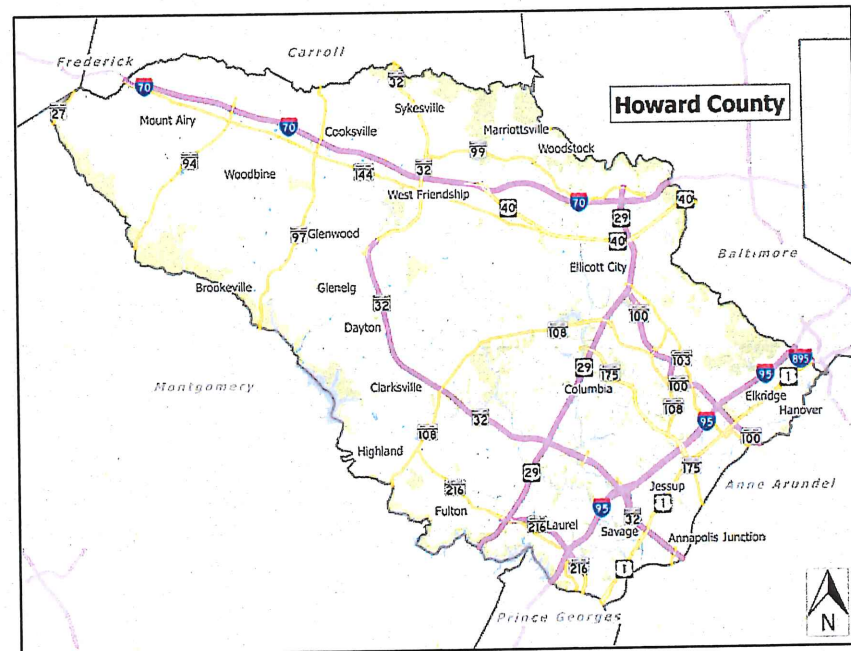 Carroll
Frederick
32
70
Howard County
27
Mount Airy
Sykesville
70
Cooksville
Marriottsville
Woodstock
99
94
32
144
Woodbine
West Friendship
70
40
29
40
97
Glenwood
40
Baltimore
Ellicott City
Brookeville
Glenelg
32
100
Dayton
108
103
895
29
175
95
1
Montgomery
Clarksville
Columbia
100
Elkridge
108
Hanover
32
95
108
100
Highland
29
175
Anne Arundel
216
Jessup
95
1
Fulton
216
Laurel
32
Savage
Annapolis Junction
216
1
Prince Georges
N